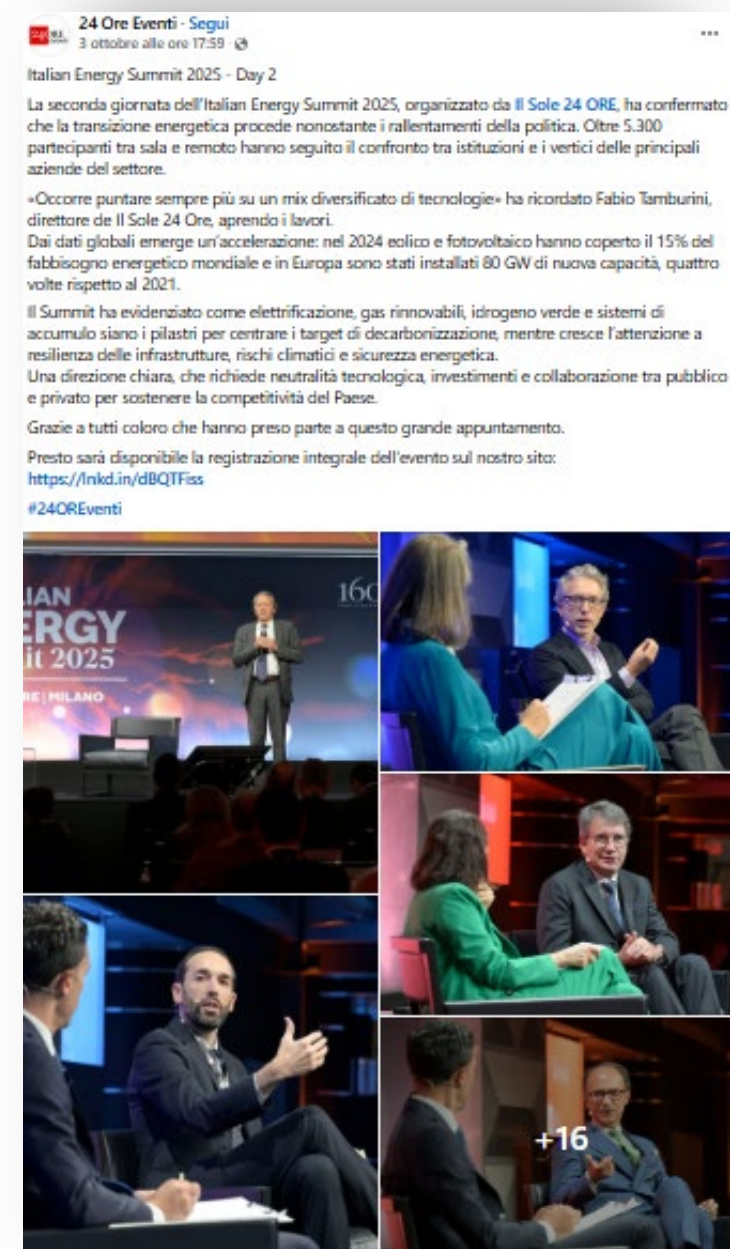 24 Ore Eventi · Segui
3 ottobre alle ore 17:59 ·
Italian Energy Summit 2025 - Day 2
La seconda giornata dell'Italian Energy Summit 2025, organizzato da Il Sole 24 ORE, ha confermato
che la transizione energetica procede nonostante i rallentamenti della politica. Oltre 5.300
partecipanti tra sala e remoto hanno seguito il confronto tra istituzioni e i vertici delle principali
aziende del settore.
«Occorre puntare sempre più su un mix diversificato di tecnologie» ha ricordato Fabio Tamburini,
direttore de Il Sole 24 Ore, aprendo i lavori.
Dai dati globali emerge un'accelerazione: nel 2024 eolico e fotovoltaico hanno coperto il 15% del
fabbisogno energetico mondiale e in Europa sono stati installati 80 GW di nuova capacità, quattro
volte rispetto al 2021.
Il Summit ha evidenziato come elettrificazione, gas rinnovabili, idrogeno verde e sistemi di
accumulo siano i pilastri per centrare i target di decarbonizzazione, mentre cresce l'attenzione a
resilienza delle infrastrutture, rischi climatici e sicurezza energetica.
Una direzione chiara, che richiede neutralità tecnologica, investimenti e collaborazione tra pubblico
e privato per sostenere la competitività del Paese.
Grazie a tutti coloro che hanno preso parte a questo grande appuntamento.
Presto sarà disponibile la registrazione integrale dell'evento sul nostro sito:
https://lnkd.in/dBQTFiss
#24OREventi
LIAN
ERGY
it 2025
RE | MILANO
160
+16